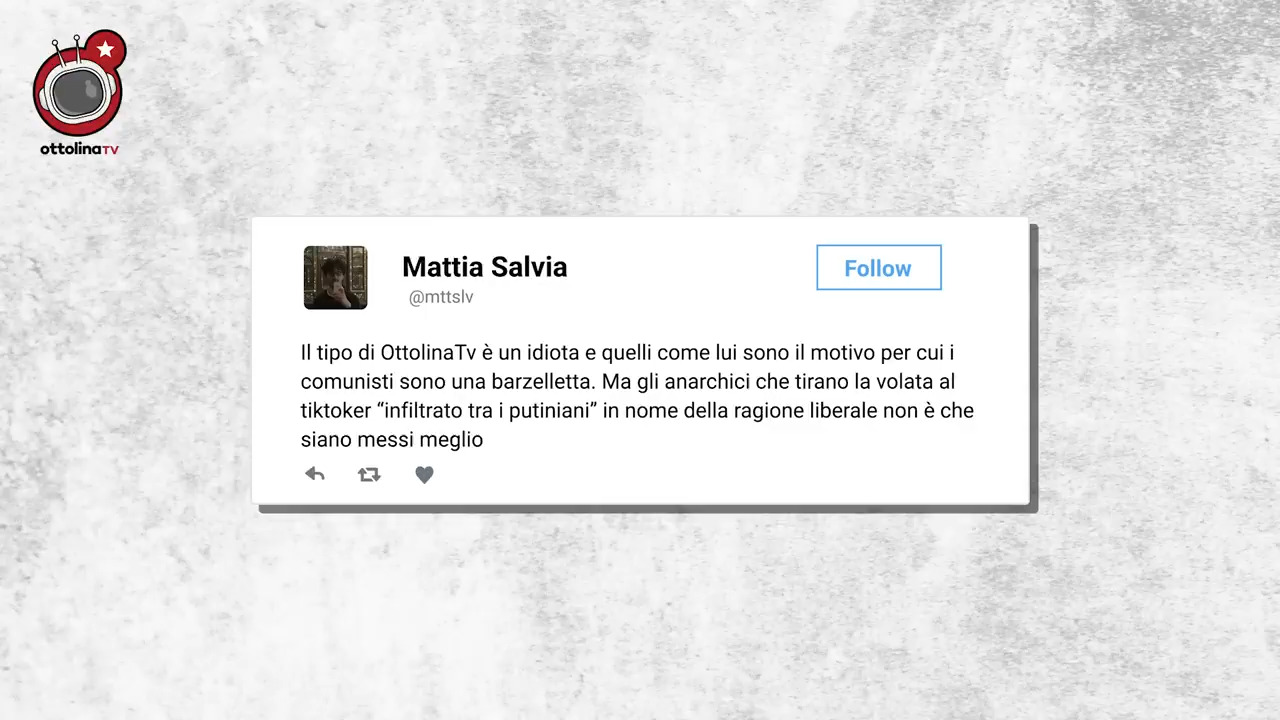 ottolinaTV
Mattia Salvia
Follow
@mttslv
Il tipo di OttolinaTv è un idiota e quelli come lui sono il motivo per cui i
comunisti sono una barzelletta. Ma gli anarchici che tirano la volata al
tiktoker “infiltrato tra i putiniani” in nome della ragione liberale non è che
siano messi meglio